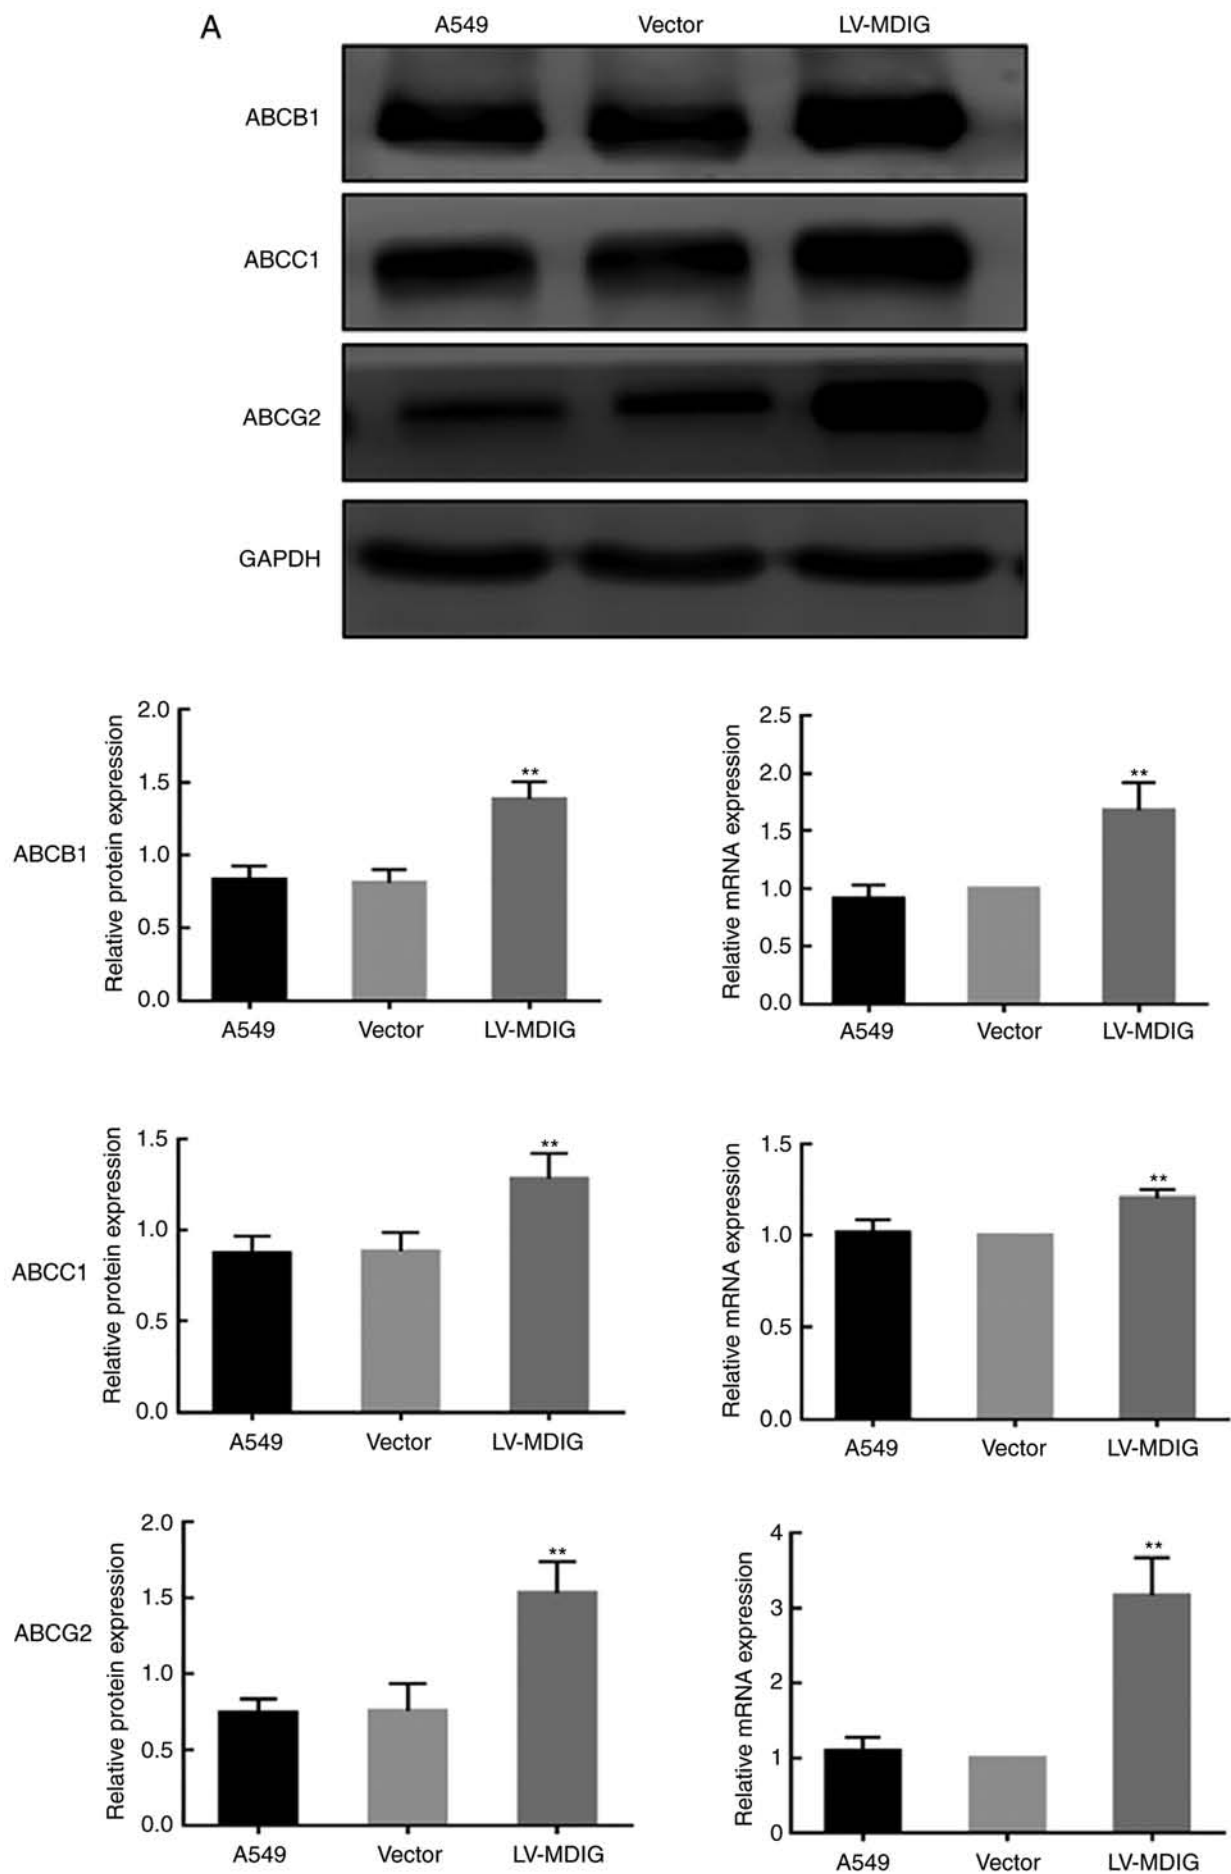 A
A549 Vector LV-MDIG
ABCB1
ABCC1
ABCG2
GAPDH
ABCB1
Relative protein expression
2.0
1.5
1.0
0.5
0.0
**
A549 Vector LV-MDIG
Relative mRNA expression
2.5
2.0
1.5
1.0
0.5
0.0
**
A549 Vector LV-MDIG
ABCC1
Relative protein expression
1.5
1.0
0.5
0.0
**
A549 Vector LV-MDIG
Relative mRNA expression
1.5
1.0
0.5
0.0
**
A549 Vector LV-MDIG
ABCG2
Relative protein expression
2.0
1.5
1.0
0.5
0.0
**
A549 Vector LV-MDIG
Relative mRNA expression
4
3
2
1
0
**
A549 Vector LV-MDIG